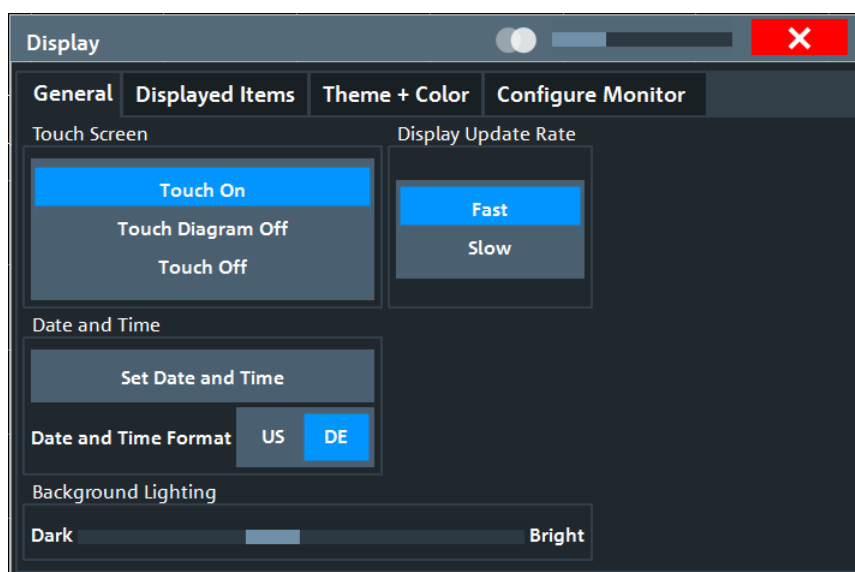 Display
General Displayed Items Theme + Color Configure Monitor
Touch Screen Display Update Rate
Touch On
Fast
Touch Diagram Off
Slow
Touch Off
Date and Time
Set Date and Time
Date and Time Format US DE
Background Lighting
Dark Bright